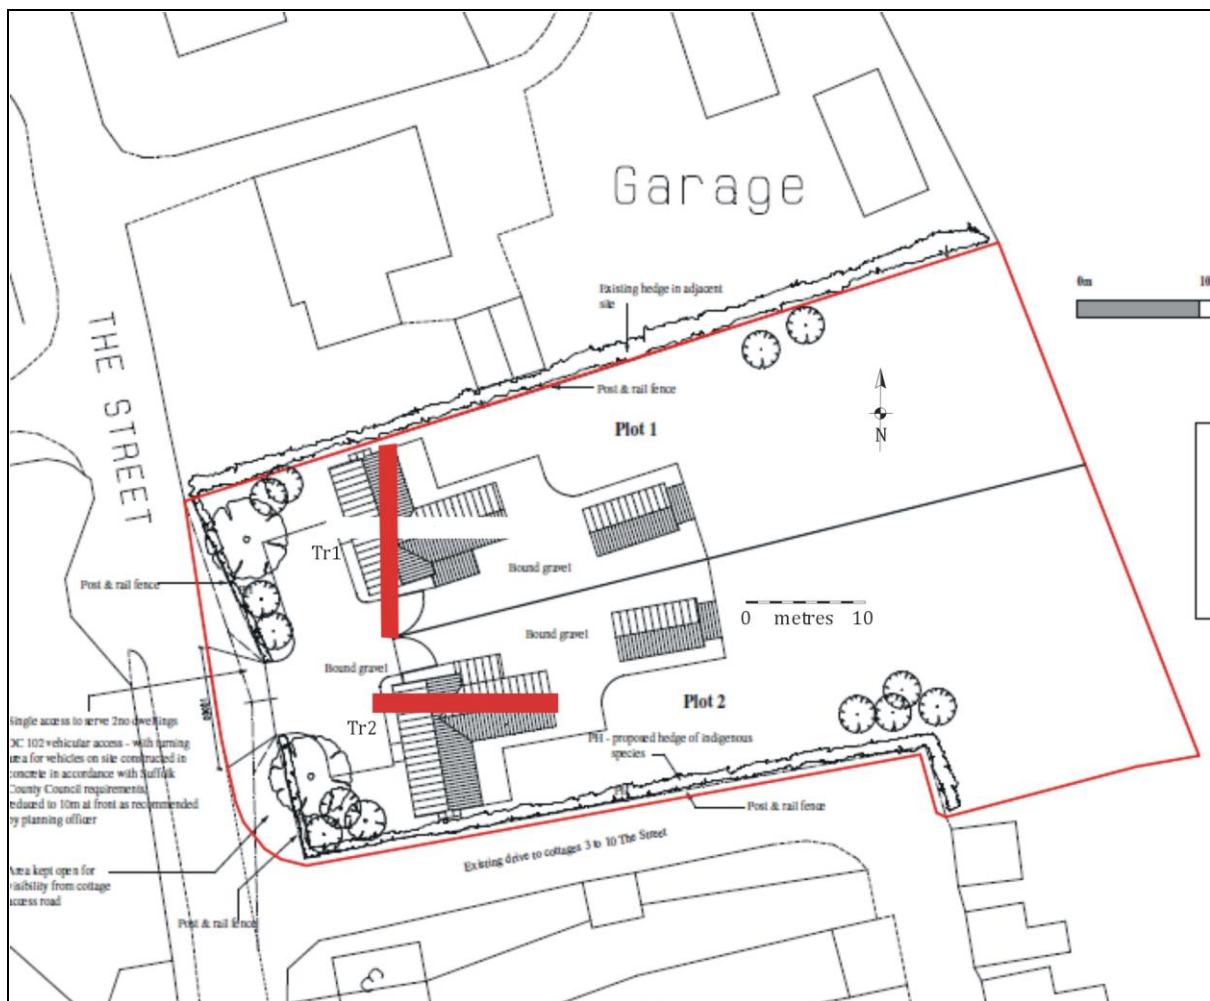 Garage
0m 10
Existing hedge in adjacent
site
THE STREET
Post & rail fence
N
Plot 1
Tr1
Bound gravel
Post & rail fence
0 metres 10
Bound gravel
Bound gravel
Plot 2
Single access to serve 2no dwellings
Tr2
PH - proposed hedge of indigenous
species
DC 102 vehicular access - with turning
area for vehicles on site constructed in
concrete in accordance with Suffolk
County Council requirements,
reduced to 10m at front as recommended
by planning officer
Post & rail fence
Existing drive to cottages 3 to 10 The Street
Area kept open for
visibility from cottage
access road
Post & rail fence
3